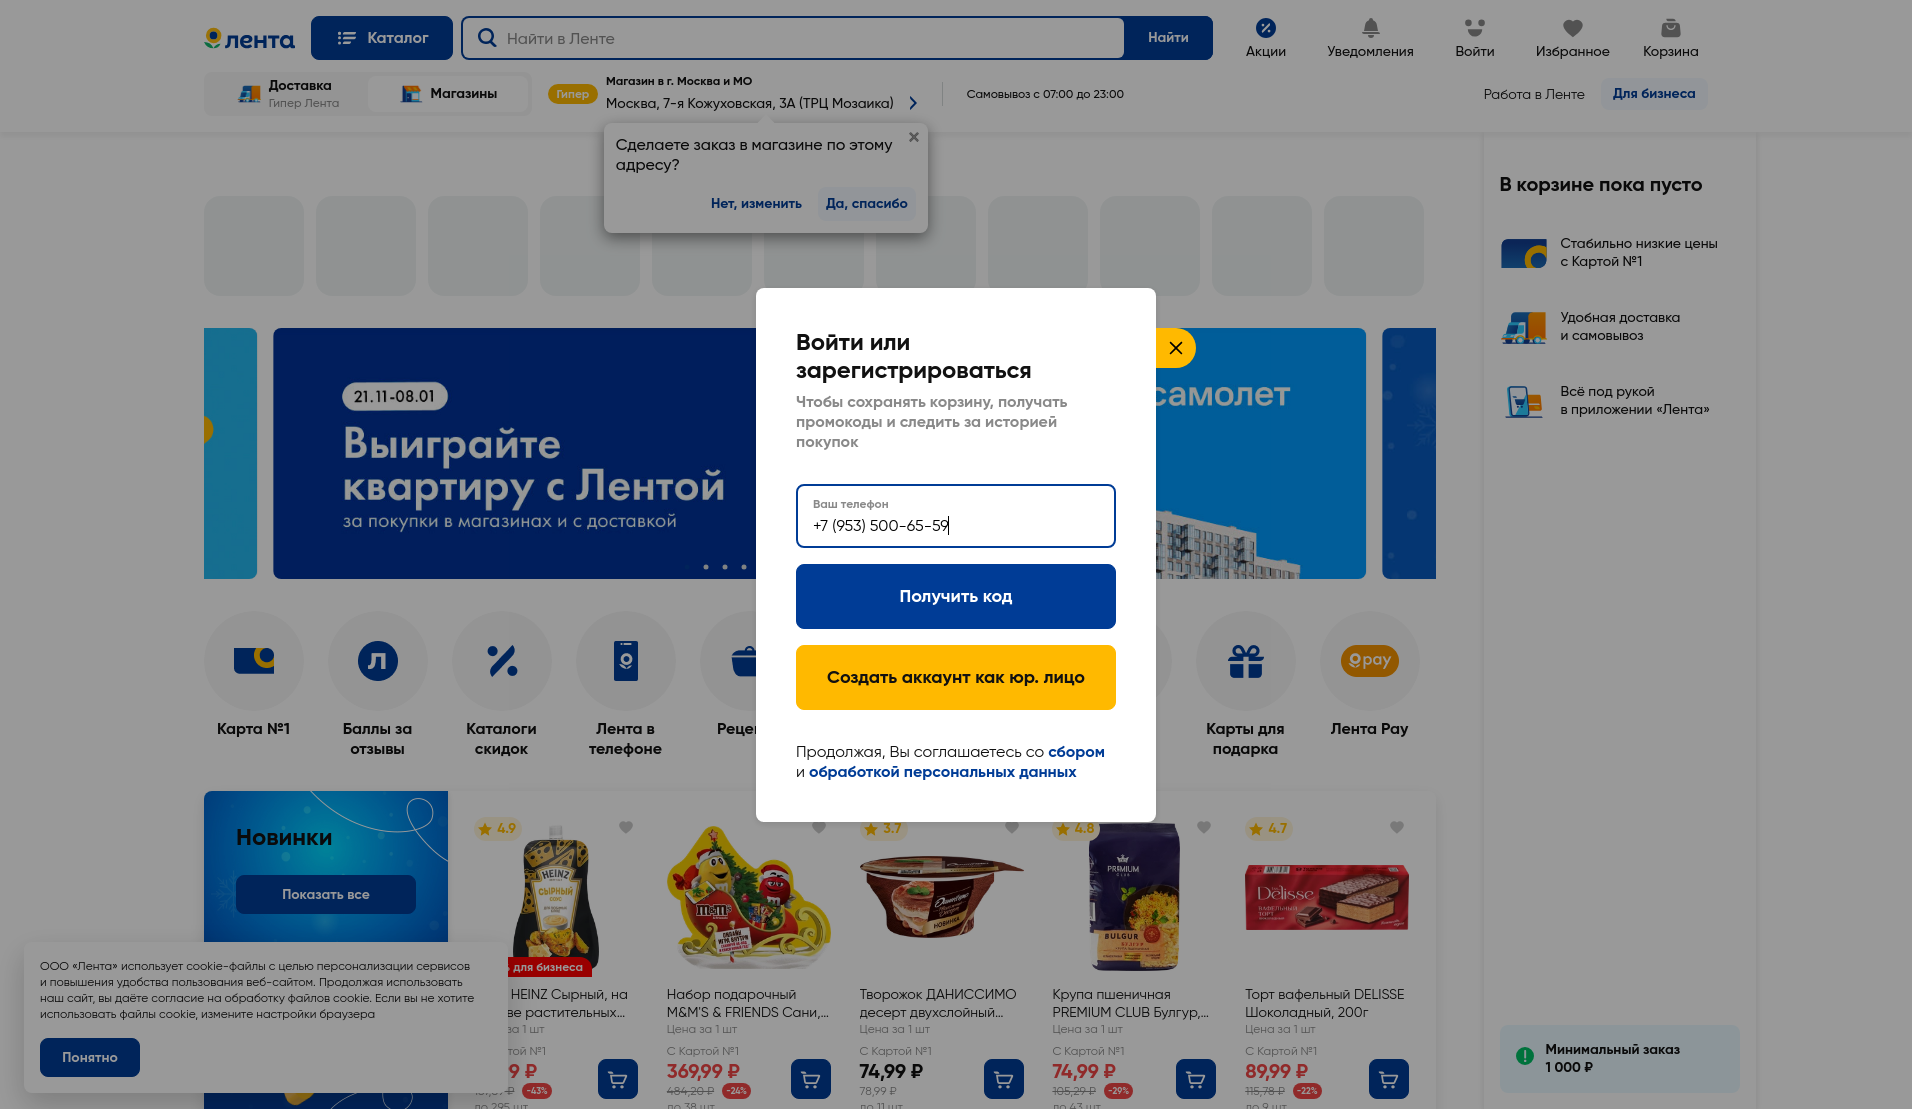 лента
Каталог
Найти в Ленте
Найти
Акции
Уведомления
Войти
Избранное
Корзина
Доставка
Гипер Лента
Магазины
Гипер
Магазин в г. Москва и МО
Москва, 7-я Кожуховская, 3А (ТРЦ Мозаика)
Самовывоз с 07:00 до 23:00
Работа в Ленте
Для бизнеса
Сделаете заказ в магазине по этому
адресу?
Нет, изменить
Да, спасибо
В корзине пока пусто
Стабильно низкие цены
с Картой №1
Удобная доставка
и самовывоз
Всё под рукой
в приложении «Лента»
21.11-08.01
Выиграйте
квартиру с Лентой
за покупки в магазинах и с доставкой
самолет
Войти или
зарегистрироваться
Чтобы сохранять корзину, получать
промокоды и следить за историей
покупок
Ваш телефон
+7 (953) 500-65-59
Получить код
Создать аккаунт как юр. лицо
Продолжая, Вы соглашаетесь со сбором
и обработкой персональных данных
Карта №1
Баллы за
отзывы
Каталоги
скидок
Лента в
телефоне
Карты для
подарка
pay
Лента Pay
Новинки
Показать все
4.9
3.7
4.8
4.7
для бизнеса
HEINZ Сырный, на
растительных...
за 1 шт
№1
-43%
до 295 шт
Набор подарочный
M&M'S & FRIENDS Сани,...
Цена за 1 шт
С Картой №1
369,99 ₽
484,20 ₽
-24%
до 38 шт
Творожок ДАНИССИМО
десерт двухслойный...
Цена за 1 шт
С Картой №1
74,99 ₽
78,99 ₽
до 11 шт
Крупа пшеничная
PREMIUM CLUB Булгур,...
Цена за 1 шт
С Картой №1
74,99 ₽
105,29 ₽
-29%
до 43 шт
Торт вафельный DELISSE
Шоколадный, 200г
Цена за 1 шт
С Картой №1
89,99 ₽
115,78 ₽
-22%
до 9 шт
ООО «Лента» использует cookie-файлы с целью персонализации сервисов
и повышения удобства пользования веб-сайтом. Продолжая использовать
наш сайт, вы даёте согласие на обработку файлов cookie. Если вы не хотите
использовать файлы cookie, измените настройки браузера
Понятно
Минимальный заказ
1 000 ₽